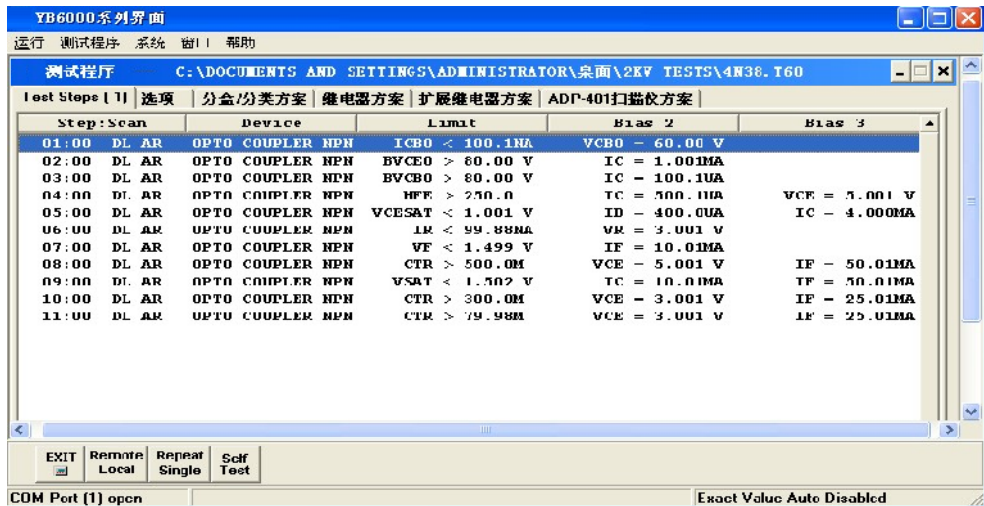 YB6000系列界面
运行 测试程序 系统 窗口 帮助
测试程序 C:\DOCUMENTS AND SETTINGS\ADMINISTRATOR\桌面\2KV TESTS\4N38.T60
Test Steps [ 1] 选项 分盒/分类方案 继电器方案 扩展继电器方案 ADP-401扫描仪方案
Step:Scan Device Limit Bias 2 Bias 3
01:00 DL AR OPTO COUPLER NPN ICBO < 100.1NA VCBO = 60.00 V
02:00 DL AR OPTO COUPLER NPN BVCEO > 80.00 V IC = 1.001MA
03:00 DL AR OPTO COUPLER NPN BVCBO > 80.00 V IC = 100.1UA
04:00 DL AR OPTO COUPLER NPN HFE > 250.0 IC = 500.1UA VCE = 5.001 V
05:00 DL AR OPTO COUPLER NPN VCESAT < 1.001 V IB = 400.0UA IC = 4.000MA
06:00 DL AR OPTO COUPLER NPN IR < 99.88NA VR = 3.001 V
07:00 DL AR OPTO COUPLER NPN VF < 1.499 V IF = 10.01MA
08:00 DL AR OPTO COUPLER NPN CTR > 500.0M VCE = 5.001 V IF = 50.01MA
09:00 DL AR OPTO COUPLER NPN VSAT < 1.502 V IC = 10.01MA IF = 50.01MA
10:00 DL AR OPTO COUPLER NPN CTR > 300.0M VCE = 3.001 V IF = 25.01MA
11:00 DL AR OPTO COUPLER NPN CTR > 79.98M VCE = 3.001 V IF = 25.01MA
EXIT Remote Local Repeat Single Self Test
COM Port (1) open Exact Value Auto Disabled